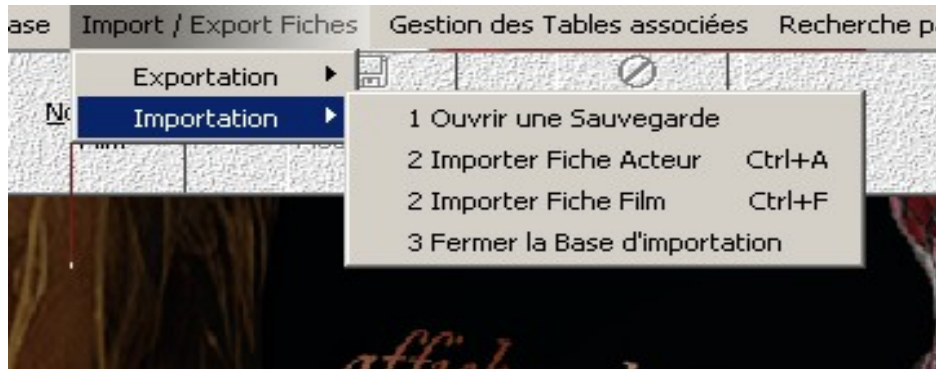 ase Import / Export Fiches Gestion des Tables associées Recherche p
Exportation
Importation
1 Ouvrir une Sauvegarde
2 Importer Fiche Acteur Ctrl+A
2 Importer Fiche Film Ctrl+F
3 Fermer la Base d'importation